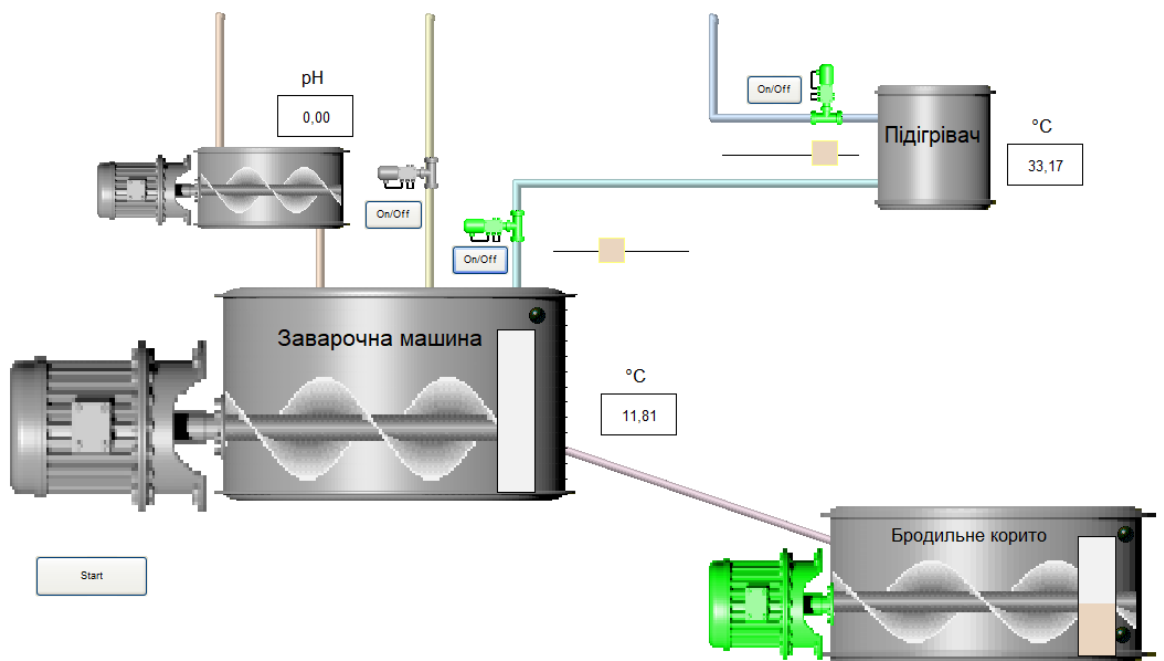 pH
0,00
On/Off
Підігрівач
°C
33,17
On/Off
On/Off
Заварочна машина
°C
11,81
Бродильне корито
Start